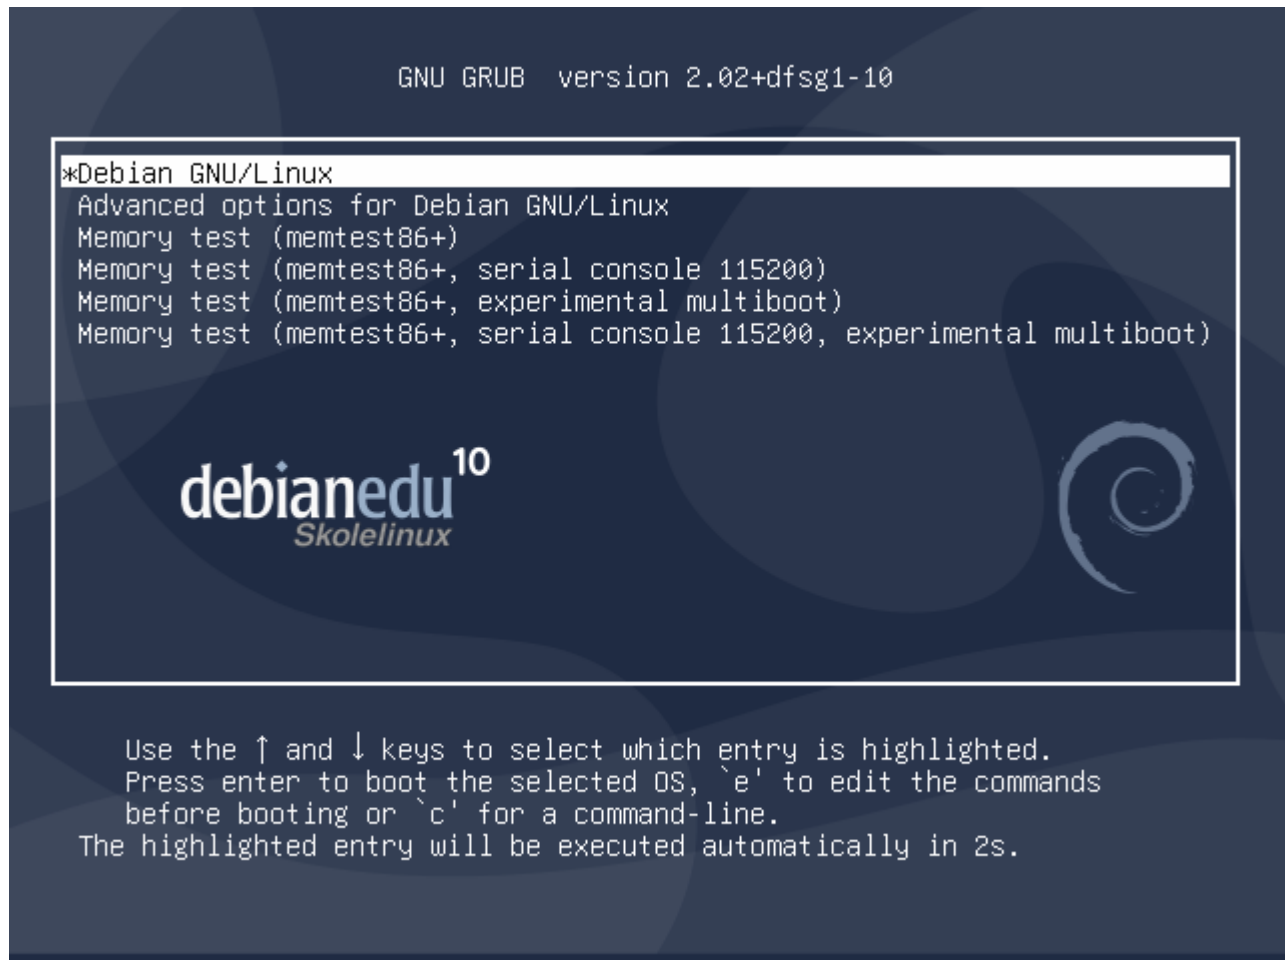 GNU GRUB  version 2.02+dfsg1-10
*Debian GNU/Linux
Advanced options for Debian GNU/Linux
Memory test (memtest86+)
Memory test (memtest86+, serial console 115200)
Memory test (memtest86+, experimental multiboot)
Memory test (memtest86+, serial console 115200, experimental multiboot)
debianedu 10
Skolelinux
Use the ↑ and ↓ keys to select which entry is highlighted.
Press enter to boot the selected OS, `e' to edit the commands
before booting or `c' for a command-line.
The highlighted entry will be executed automatically in 2s.